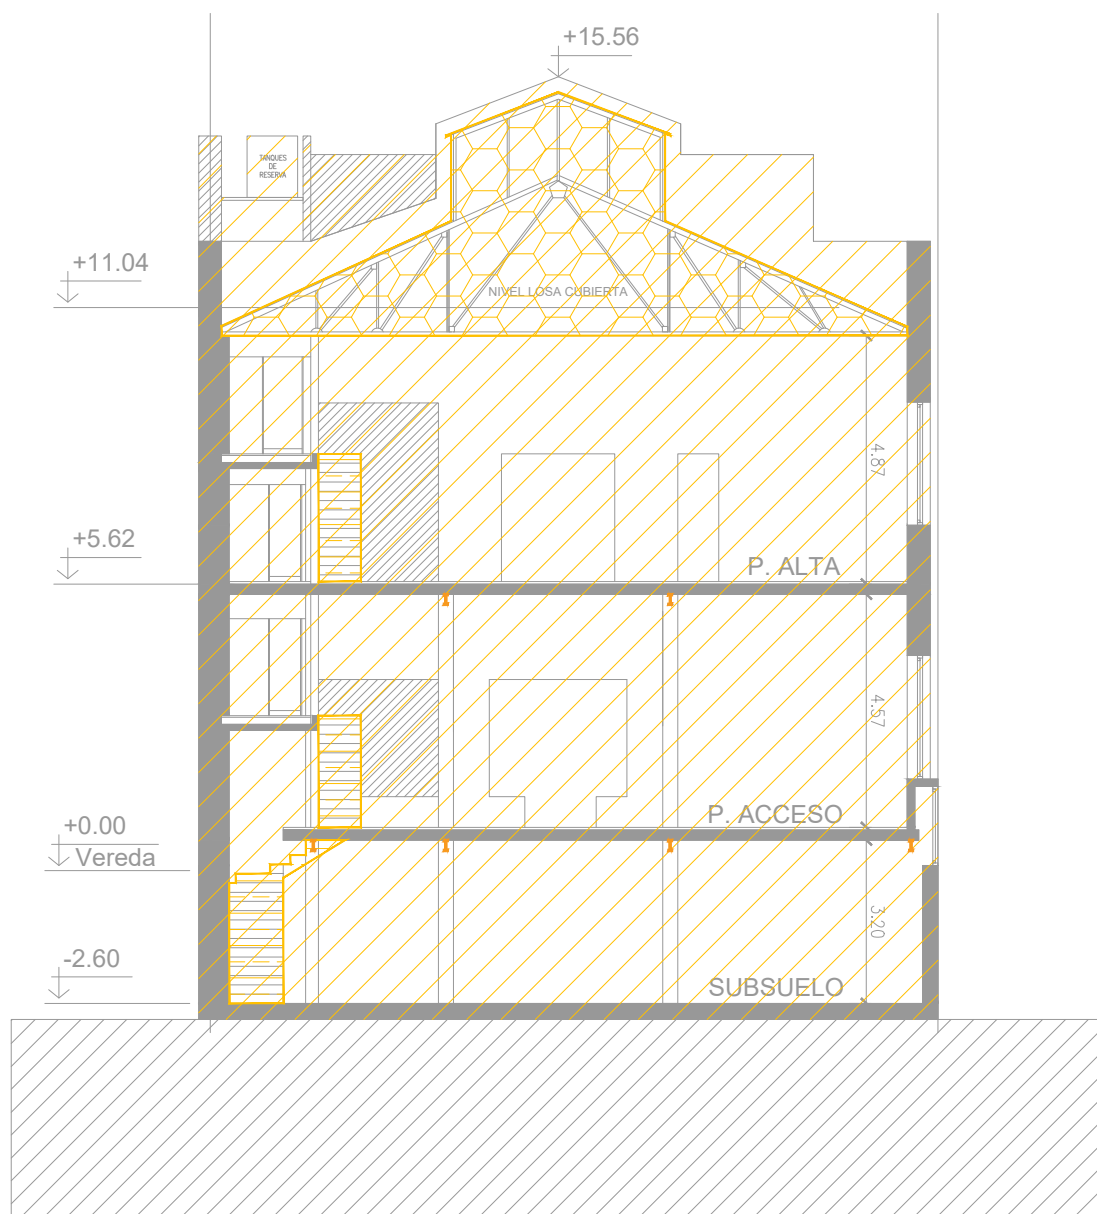 +15.56
TANQUES
DE
RESERVA
+11.04
NIVEL LOSA CUBIERTA
4.87
+5.62
P. ALTA
4.57
P. ACCESO
+0.00
Vereda
3.20
-2.60
SUBSUELO